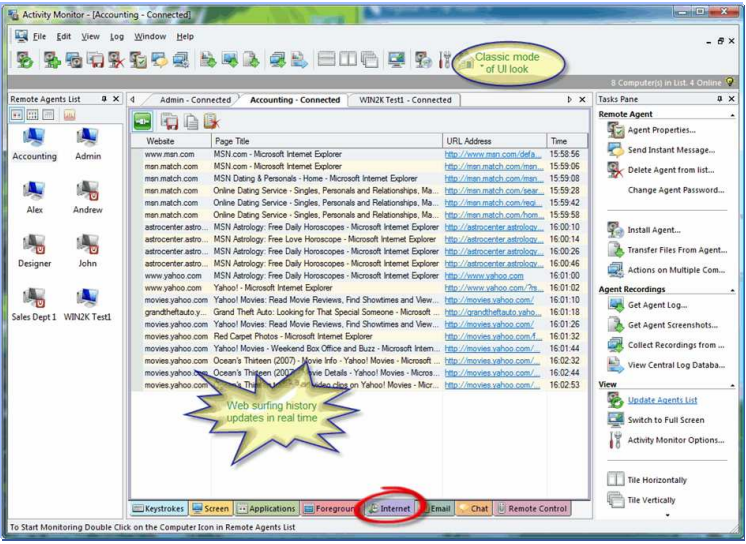 Activity Monitor - [Accounting - Connected]
File Edit View Log Window Help
Classic mode
of UI look
8 Computer(s) in List. 4 Online
Remote Agents List
Accounting Admin
Alex Andrew
Designer John
Sales Dept 1 WIN2K Test1
Admin - Connected Accounting - Connected WIN2K Test1 - Connected
Website Page Title URL Address Time
www.msn.com MSN.com - Microsoft Internet Explorer http://www.msn.com/defa... 15:58:56
msn.match.com MSN.com - Microsoft Internet Explorer http://msn.match.com/msn... 15:59:06
msn.match.com MSN Dating & Personals - Home - Microsoft Internet Explorer http://msn.match.com/msn... 15:59:08
msn.match.com Online Dating Service - Singles, Personals and Relationships, Ma... http://msn.match.com/sear... 15:59:28
msn.match.com Online Dating Service - Singles, Personals and Relationships, Ma... http://msn.match.com/regi... 15:59:42
msn.match.com Online Dating Service - Singles, Personals and Relationships, Ma... http://msn.match.com/hom... 15:59:58
astrocenter.astro... MSN Astrology: Free Daily Horoscopes - Microsoft Internet Explorer http://astrocenter.astrology... 16:00:10
astrocenter.astro... MSN Astrology: Free Love Horoscope - Microsoft Internet Explorer http://astrocenter.astrology... 16:00:14
astrocenter.astro... MSN Astrology: Free Daily Horoscopes - Microsoft Internet Explorer http://astrocenter.astrology... 16:00:26
astrocenter.astro... MSN Astrology: Free Daily Horoscopes - Microsoft Internet Explorer http://astrocenter.astrology... 16:00:46
www.yahoo.com MSN Astrology: Free Daily Horoscopes - Microsoft Internet Explorer http://www.yahoo.com 16:01:00
www.yahoo.com Yahoo! - Microsoft Internet Explorer http://www.yahoo.com/?rs... 16:01:02
movies.yahoo.com Yahoo! Movies: Read Movie Reviews, Find Showtimes and View... http://movies.yahoo.com/ 16:01:10
grandtheftauto.y... Grand Theft Auto: Looking for That Special Someone - Microsoft ... http://grandtheftauto.yaho... 16:01:18
movies.yahoo.com Yahoo! Movies: Read Movie Reviews, Find Showtimes and View... http://movies.yahoo.com/ 16:01:26
movies.yahoo.com Red Carpet Photos - Microsoft Internet Explorer http://movies.yahoo.com/f... 16:01:32
movies.yahoo.com Yahoo! Movies - Weekend Box Office and Buzz - Microsoft Intern... http://movies.yahoo.com/... 16:01:44
movies.yahoo.com Ocean's Thirteen (2007) - Movie Info - Yahoo! Movies - Microsoft ... http://movies.yahoo.com/... 16:02:32
movies.yahoo.com Ocean's Thirteen (2007) Movie Details - Yahoo! Movies - Micros... http://movies.yahoo.com/... 16:02:44
movies.yahoo.com Ocean's video clips on Yahoo! Movies - Micr... http://movies.yahoo.com/... 16:02:53
Web surfing history
updates in real time
Keystrokes Screen Applications Foreground Internet Email Chat Remote Control
Tasks Pane
Remote Agent
Agent Properties...
Send Instant Message...
Delete Agent from list...
Change Agent Password...
Install Agent...
Transfer Files From Agent...
Actions on Multiple Com...
Agent Recordings
Get Agent Log...
Get Agent Screenshots...
Collect Recordings from ...
View Central Log Databa...
View
Update Agents List
Switch to Full Screen
Activity Monitor Options...
Tile Horizontally
Tile Vertically
To Start Monitoring Double Click on the Computer Icon in Remote Agents List